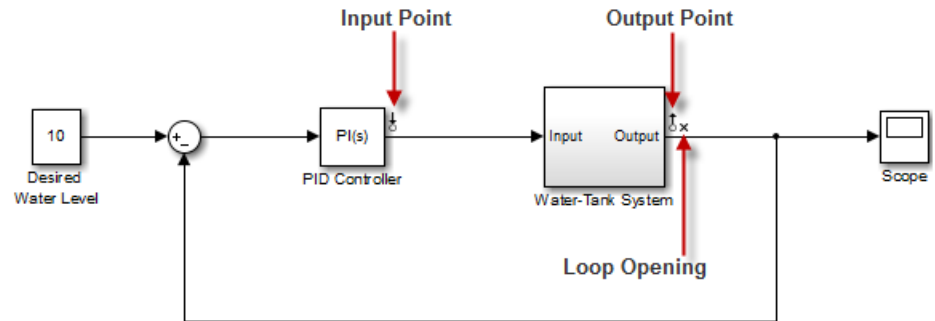 Input Point
Output Point
10
+
−
PI(s)
Input
Output
Desired
Water Level
PID Controller
Water-Tank System
Scope
Loop Opening